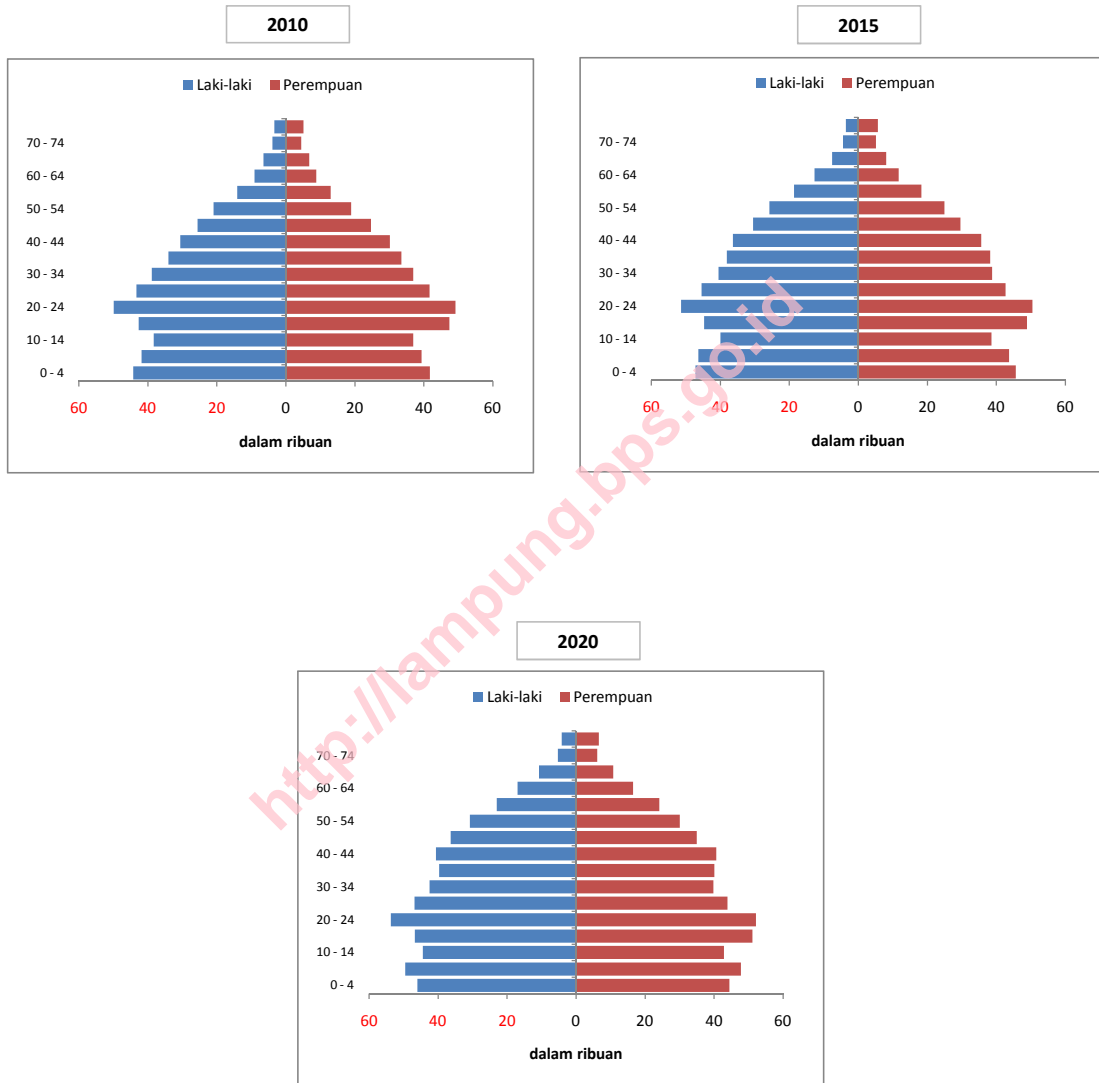 2010
Laki-laki Perempuan
70 - 74
60 - 64
50 - 54
40 - 44
30 - 34
20 - 24
10 - 14
0 - 4
60 40 20 0 20 40 60
dalam ribuan
2015
Laki-laki Perempuan
70 - 74
60 - 64
50 - 54
40 - 44
30 - 34
20 - 24
10 - 14
0 - 4
60 40 20 0 20 40 60
dalam ribuan
2020
Laki-laki Perempuan
70 - 74
60 - 64
50 - 54
40 - 44
30 - 34
20 - 24
10 - 14
0 - 4
60 40 20 0 20 40 60
dalam ribuan
http://lampung.bps.go.id